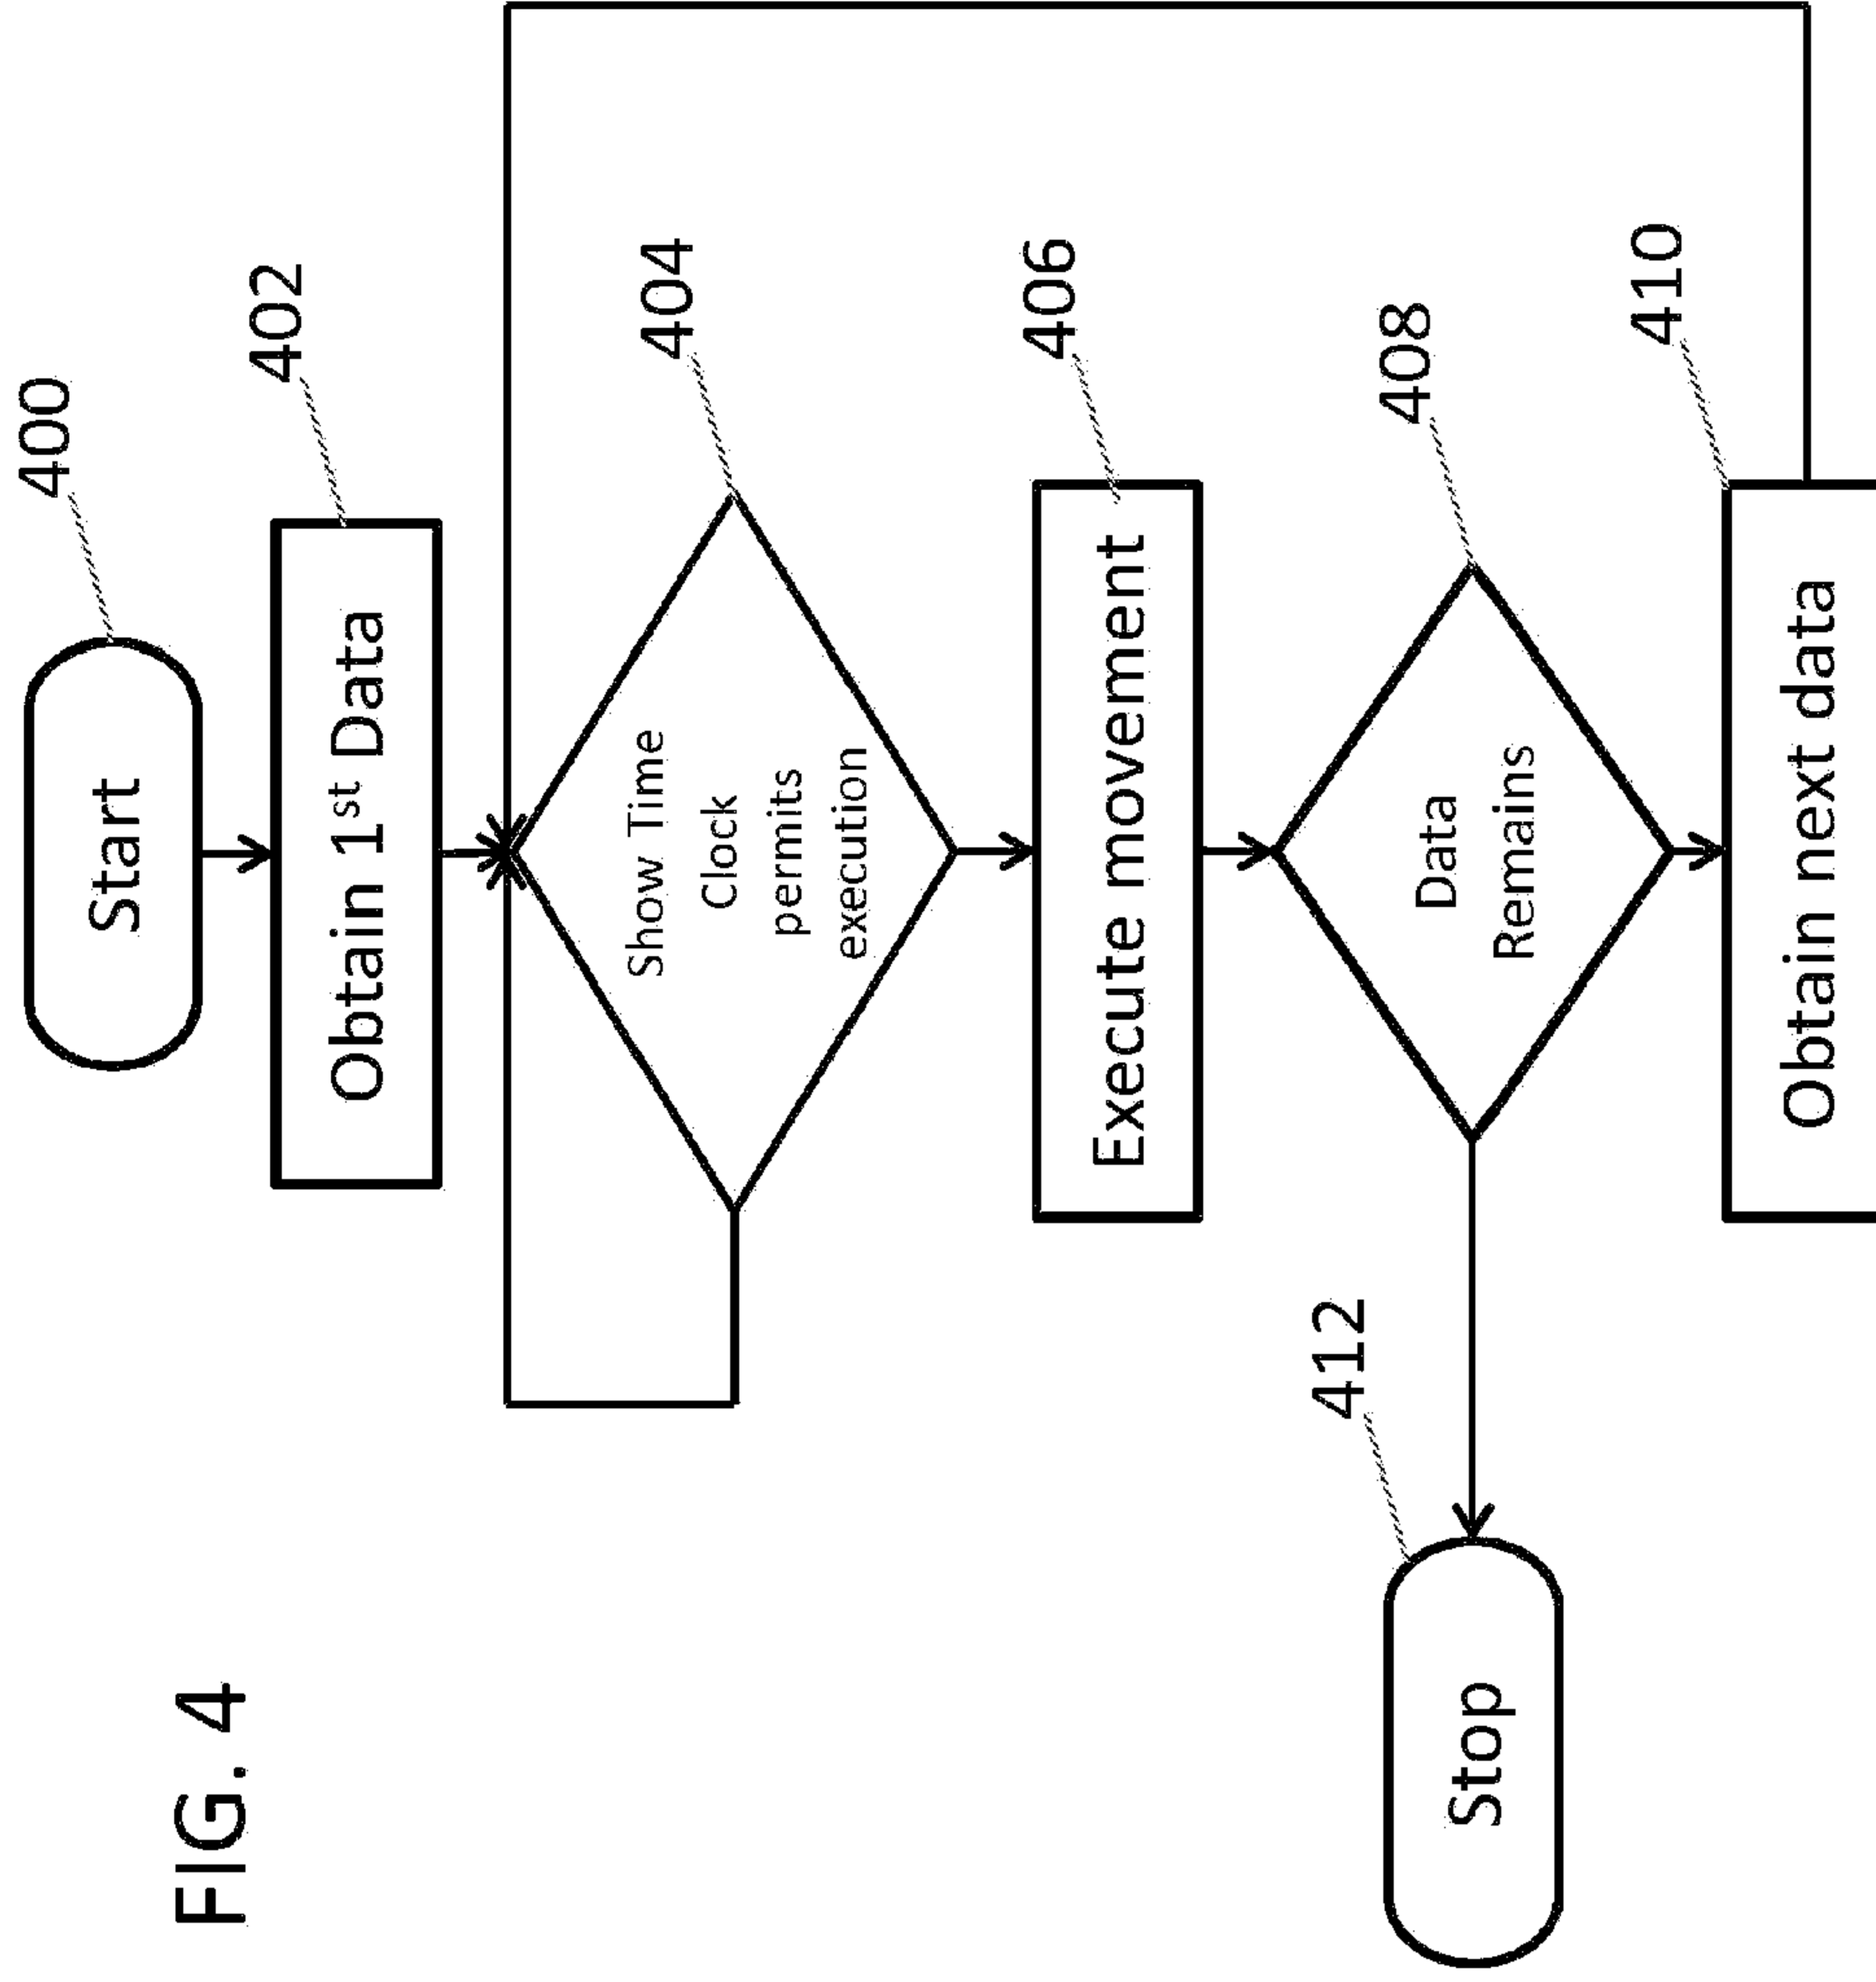 FIG. 4
400
Start
402
Obtain 1st Data
404
Show Time
Clock
permits
execution
406
Execute movement
408
Data
Remains
410
Obtain next data
412
Stop